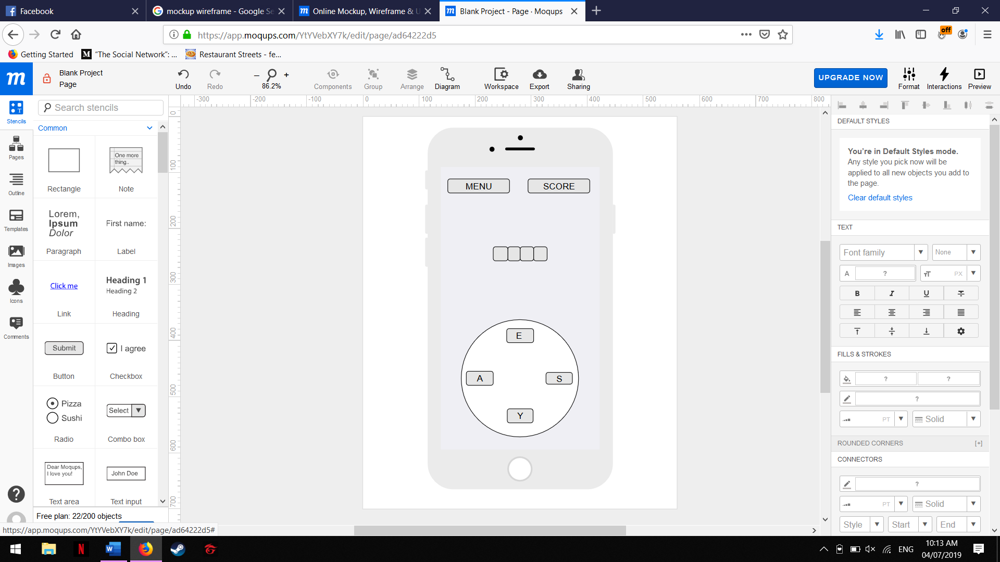 Facebook
mockup wireframe - Google Se
Online Mockup, Wireframe & U
Blank Project - Page · Moqups
https://app.moqups.com/YtYVebXY7k/edit/page/ad64222d5
off
Getting Started
M "The Social Network": ...
Restaurant Streets - fe...
m
Blank Project
Page
Undo
Redo
– +
86.2%
Components
Group
Arrange
Diagram
Workspace
Export
Sharing
UPGRADE NOW
Format
Interactions
Preview
Stencils
Pages
Outline
Templates
Images
Icons
Comments
Search stencils
Common
Rectangle
One more
thing..
Note
Lorem,
Ipsum
Dolor
Paragraph
First name:
Label
Click me
Link
Heading 1
Heading 2
Heading
Submit
Button
I agree
Checkbox
Pizza
Sushi
Radio
Select
Combo box
Dear Moqups,
I love you!
Text area
John Doe
Text input
Free plan: 22/200 objects
https://app.moqups.com/YtYVebXY7k/edit/page/ad64222d5#
-300 -200 -100 0 100 200 300 400 500 600 700 800
0
100
200
300
400
500
600
700
MENU SCORE
E
A S
Y
DEFAULT STYLES
You're in Default Styles mode.
Any style you pick now will be
applied to all new objects you add to
the page.
Clear default styles
TEXT
Font family None
A ? TT PX
B I U T
FILLS & STROKES
? ?
?
PT Solid
ROUNDED CORNERS [+]
CONNECTORS
?
PT Solid
Style Start End
ENG
10:13 AM
04/07/2019